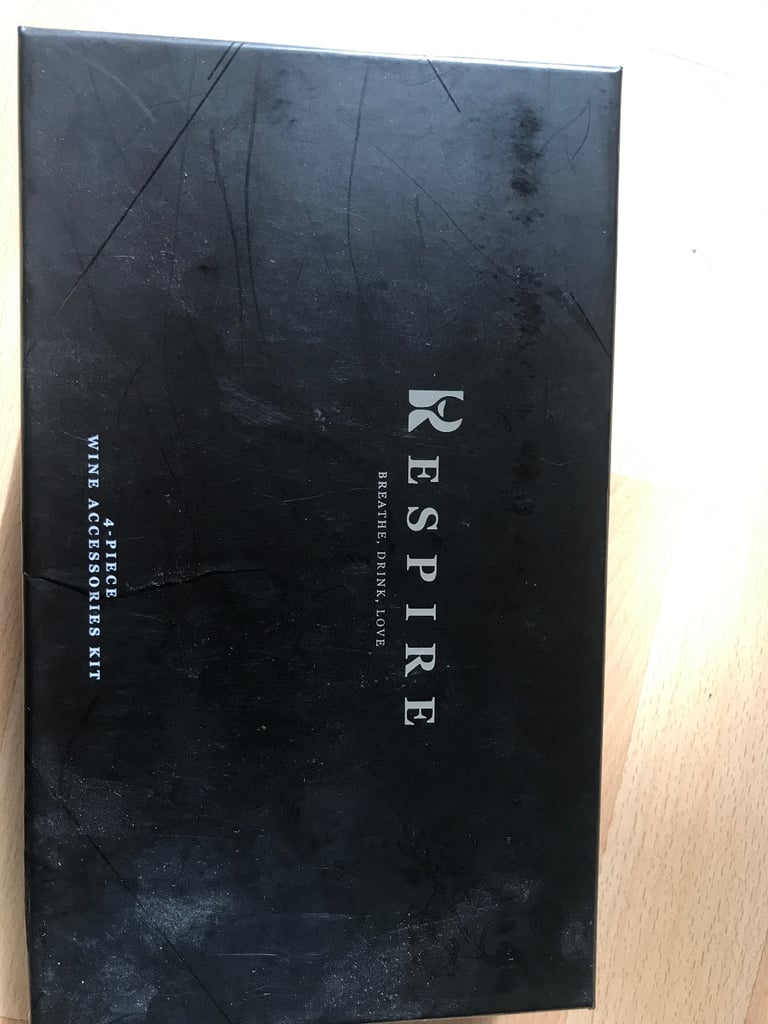 RESPIRE
BREATHE, DRINK, LOVE
4-PIECE
WINE ACCESSORIES KIT